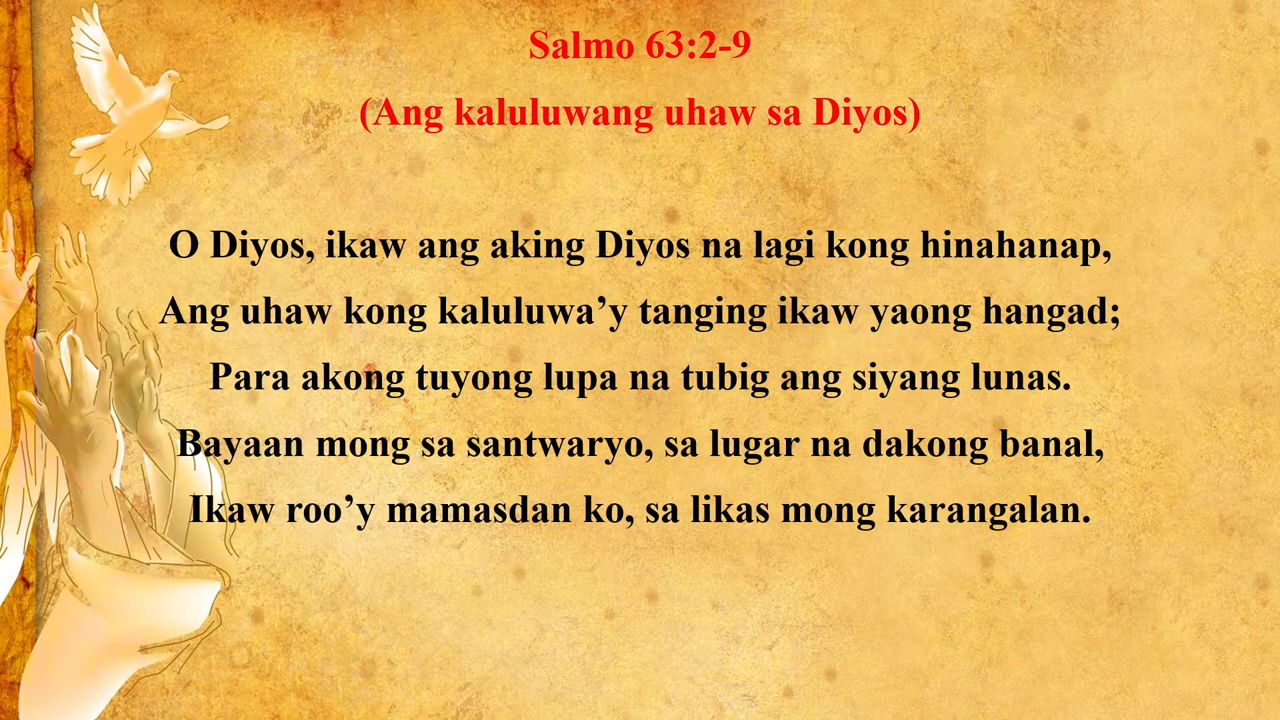 Salmo 63:2-9
(Ang kaluluwang uhaw sa Diyos)
O Diyos, ikaw ang aking Diyos na lagi kong hinahanap,
Ang uhaw kong kaluluwa’y tanging ikaw yaong hangad;
Para akong tuyong lupa na tubig ang siyang lunas.
Bayaan mong sa santwaryo, sa lugar na dakong banal,
Ikaw roo’y mamasdan ko, sa likas mong karangalan.